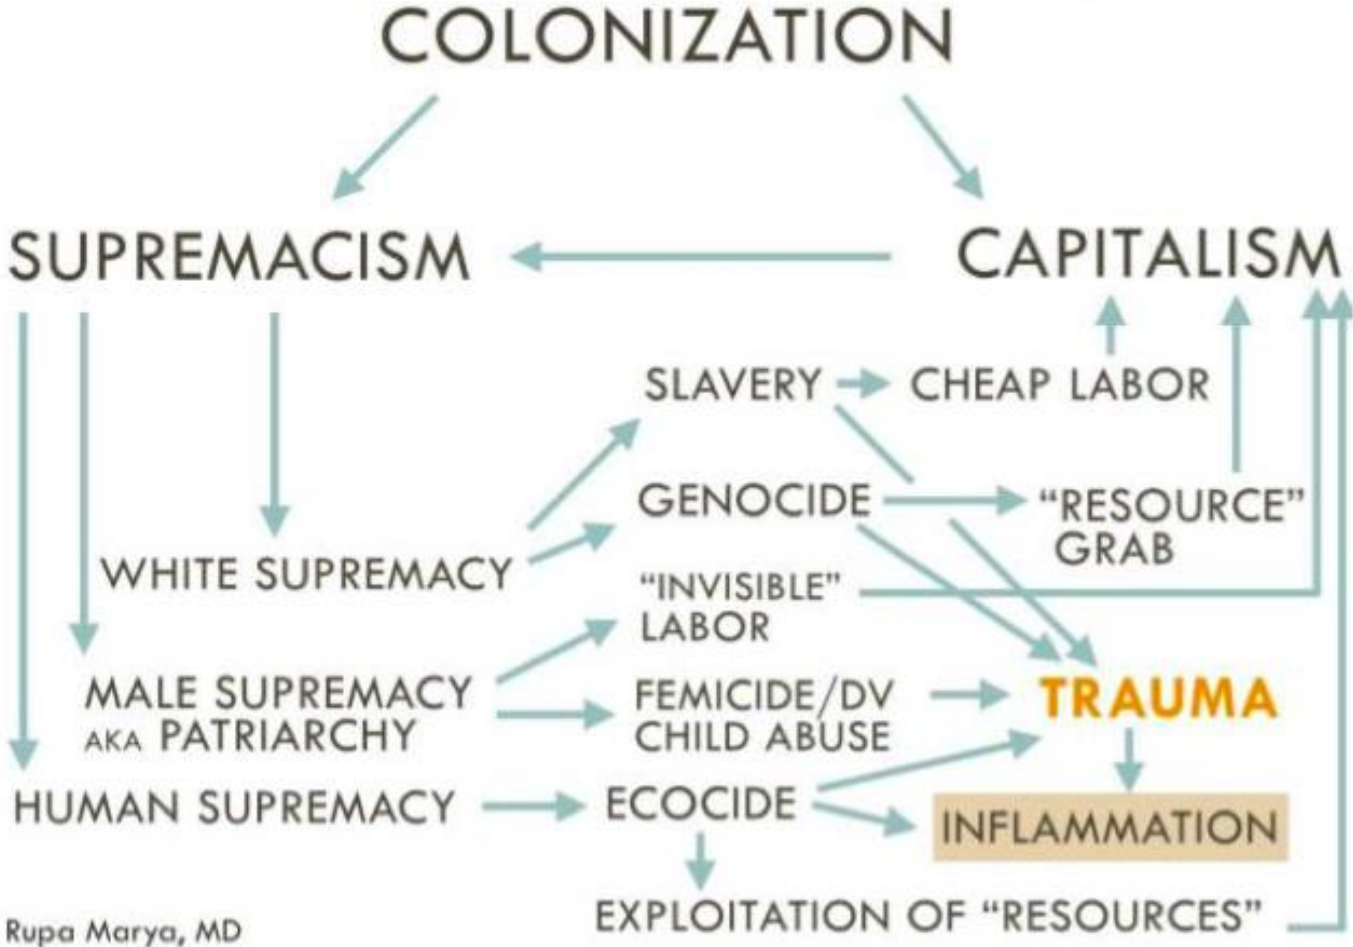 COLONIZATION
SUPREMACISM
CAPITALISM
SLAVERY
CHEAP LABOR
GENOCIDE
“RESOURCE”
GRAB
WHITE SUPREMACY
“INVISIBLE”
LABOR
MALE SUPREMACY
AKA PATRIARCHY
FEMICIDE/DV
CHILD ABUSE
TRAUMA
HUMAN SUPREMACY
ECOCIDE
INFLAMMATION
EXPLOITATION OF “RESOURCES”
Rupa Marya, MD